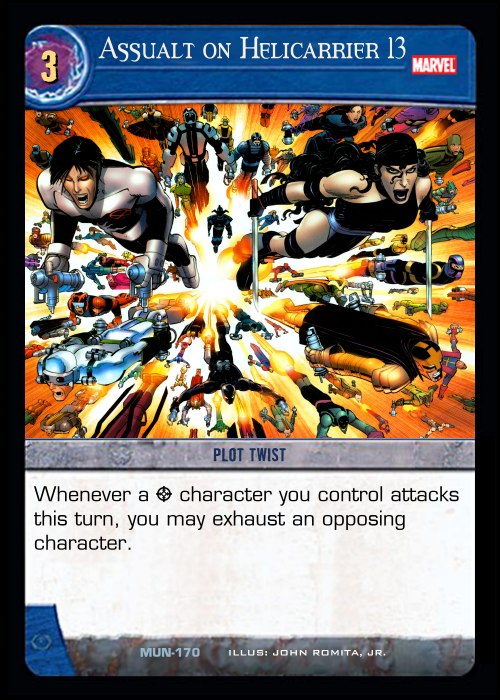 3
Assualt on Helicarrier 13
MARVEL
PLOT TWIST
Whenever a character you control attacks
this turn, you may exhaust an opposing
character.
MUN-170 ILLUS: JOHN ROMITA, JR.